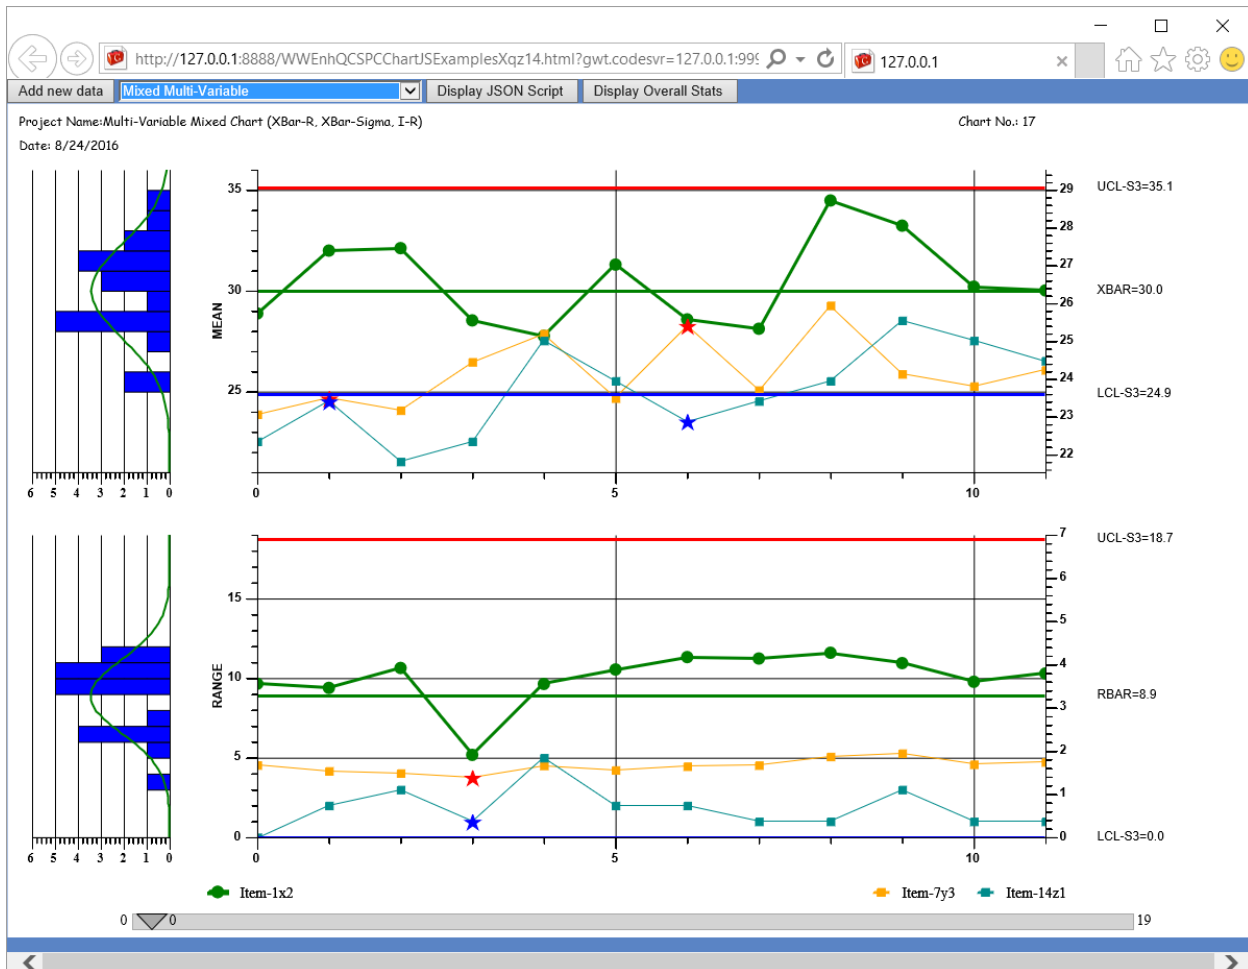 http://127.0.0.1:8888/WWEnhQCSPCChartJSExamplesXqz14.html?gwt.codesvr=127.0.0.1:999
127.0.0.1
Add new data
Mixed Multi-Variable
Display JSON Script
Display Overall Stats
Project Name:Multi-Variable Mixed Chart (XBar-R, XBar-Sigma, I-R)
Chart No.: 17
Date: 8/24/2016
6 5 4 3 2 1 0
MEAN
35
30
25
0 5 10
29
28
27
26
25
24
23
22
UCL-S3=35.1
XBAR=30.0
LCL-S3=24.9
6 5 4 3 2 1 0
RANGE
15
10
5
0
0 5 10
7
6
5
4
3
2
1
0
UCL-S3=18.7
RBAR=8.9
LCL-S3=0.0
Item-1x2
Item-7y3
Item-14z1
0 0 19